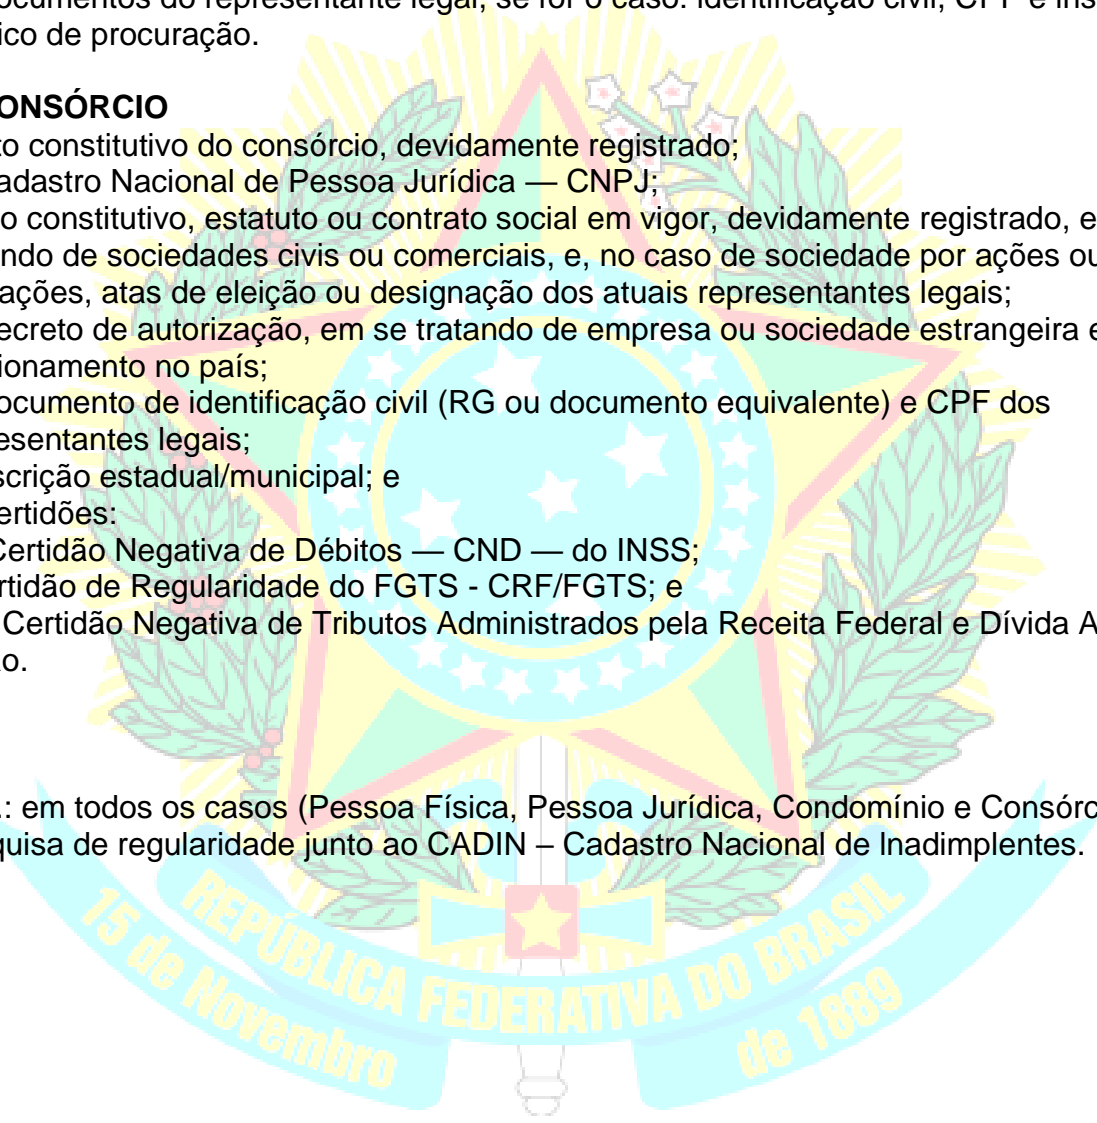 ocumentos do representante legal, se for o caso: identificação civil, CPF e ins
ico de procuração.
ONSÓRCIO
to constitutivo do consórcio, devidamente registrado;
adastro Nacional de Pessoa Jurídica — CNPJ;
o constitutivo, estatuto ou contrato social em vigor, devidamente registrado, e
ndo de sociedades civis ou comerciais, e, no caso de sociedade por ações ou
ações, atas de eleição ou designação dos atuais representantes legais;
ecreto de autorização, em se tratando de empresa ou sociedade estrangeira e
ionamento no país;
ocumento de identificação civil (RG ou documento equivalente) e CPF dos
esentantes legais;
scrição estadual/municipal; e
ertidões:
Certidão Negativa de Débitos — CND — do INSS;
rtidão de Regularidade do FGTS - CRF/FGTS; e
Certidão Negativa de Tributos Administrados pela Receita Federal e Dívida A
ão.
.: em todos os casos (Pessoa Física, Pessoa Jurídica, Condomínio e Consórc
quisa de regularidade junto ao CADIN – Cadastro Nacional de Inadimplentes.
REPÚBLICA FEDERATIVA DO BRASIL
15 de Novembro de 1889